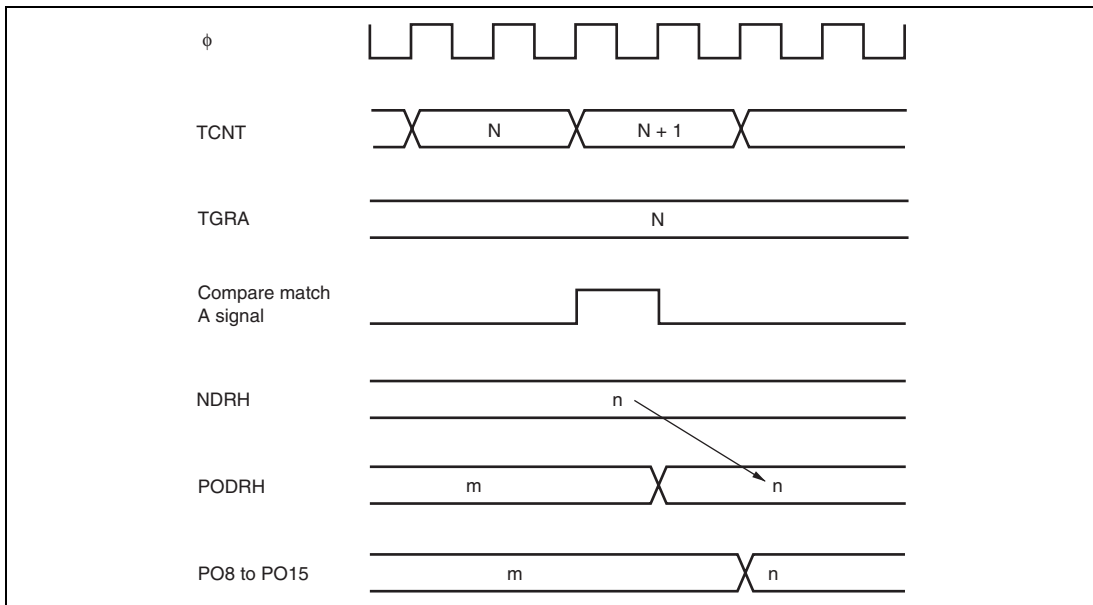 ϕ
TCNT
N
N + 1
TGRA
N
Compare match
A signal
NDRH
n
PODRH
m
n
PO8 to PO15
m
n